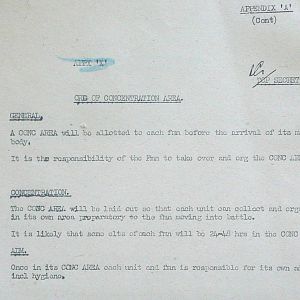 APPENDIX 'A'
(Cont)
APPX 'A'
TOP SECRET
ORG OF CONCENTRATION AREA.
GENERAL.
A CONC AREA will be allotted to each fmn before the arrival of its
body.
It is the responsibility of the Fmn to take over and org the CONC
CONCENTRATION.
The CONC AREA will be laid out so that each unit can collect and
in its own area preparatory to the fmn moving into battle.
It is likely that some elts of each fmn will be 24-48 hrs in the CONC
AIM.
Once in its CONC AREA each unit and fmn is responsible for its own
incl hygiene.